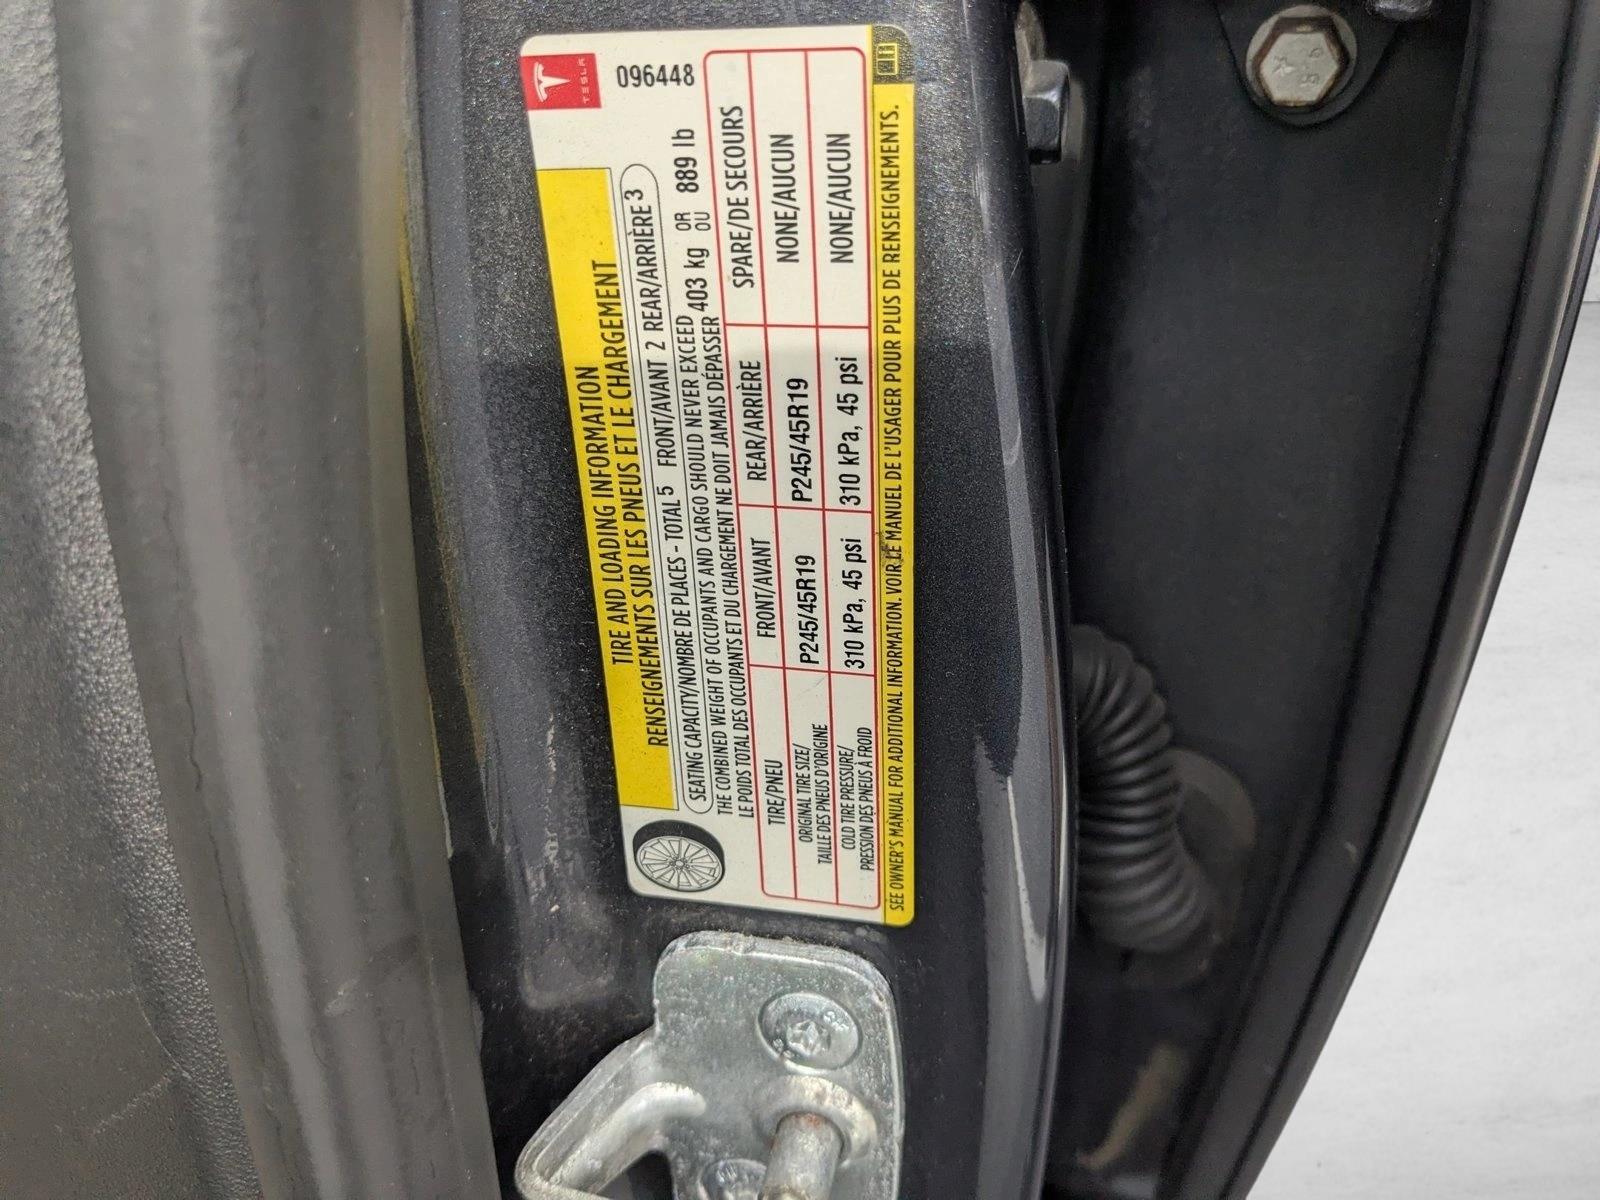 TESLA
096448
TIRE AND LOADING INFORMATION
RENSEIGNEMENTS SUR LES PNEUS ET LE CHARGEMENT
SEATING CAPACITY/NOMBRE DE PLACES - TOTAL 5 FRONT/AVANT 2 REAR/ARRIÈRE 3
THE COMBINED WEIGHT OF OCCUPANTS AND CARGO SHOULD NEVER EXCEED
LE POIDS TOTAL DES OCCUPANTS ET DU CHARGEMENT NE DOIT JAMAIS DÉPASSER
403 kg OR 889 lb
OU
TIRE/PNEU FRONT/AVANT REAR/ARRIÈRE SPARE/DE SECOURS
ORIGINAL TIRE SIZE/
TAILLE DES PNEUS D'ORIGINE
P245/45R19 P245/45R19 NONE/AUCUN
COLD TIRE PRESSURE/
PRESSION DES PNEUS À FROID
310 kPa, 45 psi 310 kPa, 45 psi NONE/AUCUN
SEE OWNER'S MANUAL FOR ADDITIONAL INFORMATION. VOIR LE MANUEL DE L'USAGER POUR PLUS DE RENSEIGNEMENTS.